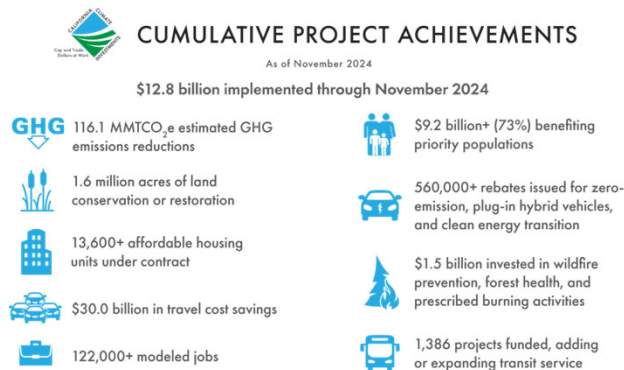 CALIFORNIA CLIMATE
INVESTMENTS
Cap and Trade
Dollars at Work
CUMULATIVE PROJECT ACHIEVEMENTS
As of November 2024
$12.8 billion implemented through November 2024
GHG
116.1 MMTCO₂e estimated GHG
emissions reductions
1.6 million acres of land
conservation or restoration
13,600+ affordable housing
units under contract
$30.0 billion in travel cost savings
122,000+ modeled jobs
$9.2 billion+ (73%) benefiting
priority populations
560,000+ rebates issued for zero-
emission, plug-in hybrid vehicles,
and clean energy transition
$1.5 billion invested in wildfire
prevention, forest health, and
prescribed burning activities
1,386 projects funded, adding
or expanding transit service